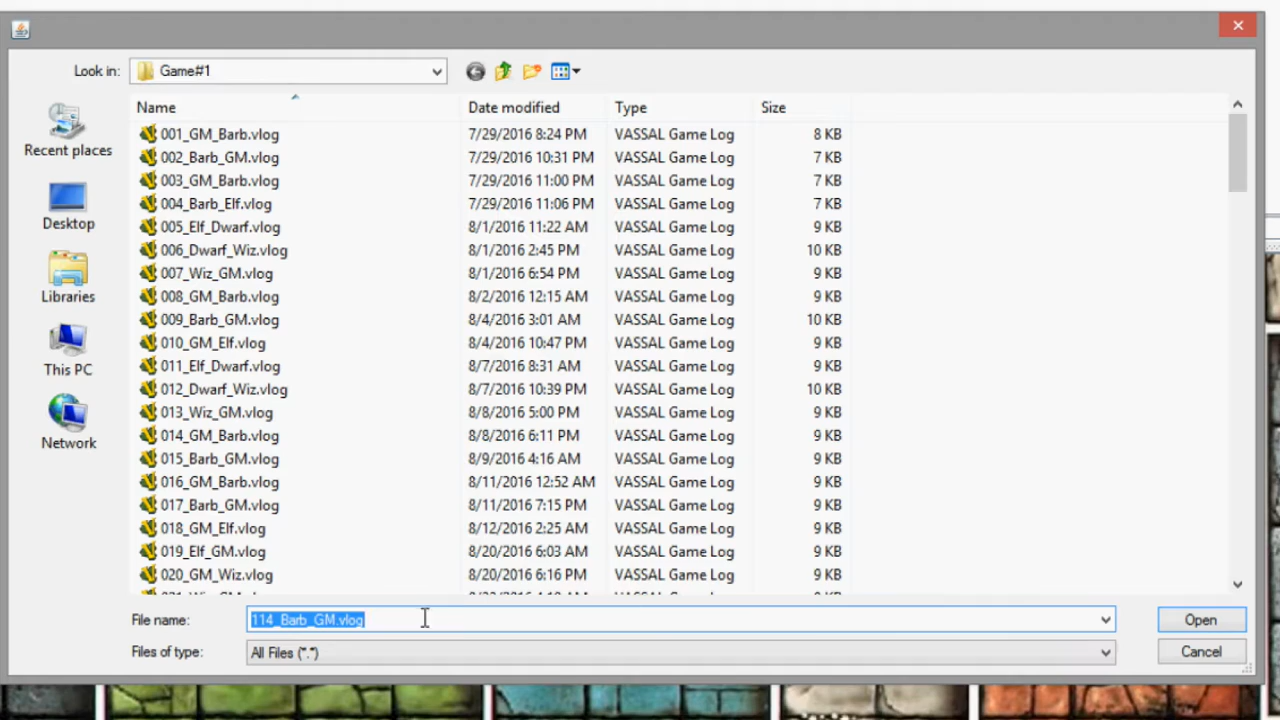 Look in: Game#1
Name Date modified Type Size
001_GM_Barb.vlog 7/29/2016 8:24 PM VASSAL Game Log 8 KB
002_Barb_GM.vlog 7/29/2016 10:31 PM VASSAL Game Log 7 KB
003_GM_Barb.vlog 7/29/2016 11:00 PM VASSAL Game Log 7 KB
004_Barb_Elf.vlog 7/29/2016 11:06 PM VASSAL Game Log 7 KB
005_Elf_Dwarf.vlog 8/1/2016 11:22 AM VASSAL Game Log 9 KB
006_Dwarf_Wiz.vlog 8/1/2016 2:45 PM VASSAL Game Log 10 KB
007_Wiz_GM.vlog 8/1/2016 6:54 PM VASSAL Game Log 9 KB
008_GM_Barb.vlog 8/2/2016 12:15 AM VASSAL Game Log 9 KB
009_Barb_GM.vlog 8/4/2016 3:01 AM VASSAL Game Log 10 KB
010_GM_Elf.vlog 8/4/2016 10:47 PM VASSAL Game Log 9 KB
011_Elf_Dwarf.vlog 8/7/2016 8:31 AM VASSAL Game Log 9 KB
012_Dwarf_Wiz.vlog 8/7/2016 10:39 PM VASSAL Game Log 10 KB
013_Wiz_GM.vlog 8/8/2016 5:00 PM VASSAL Game Log 9 KB
014_GM_Barb.vlog 8/8/2016 6:11 PM VASSAL Game Log 9 KB
015_Barb_GM.vlog 8/9/2016 4:16 AM VASSAL Game Log 9 KB
016_GM_Barb.vlog 8/11/2016 12:52 AM VASSAL Game Log 9 KB
017_Barb_GM.vlog 8/11/2016 7:15 PM VASSAL Game Log 9 KB
018_GM_Elf.vlog 8/12/2016 2:25 AM VASSAL Game Log 9 KB
019_Elf_GM.vlog 8/20/2016 6:03 AM VASSAL Game Log 9 KB
020_GM_Wiz.vlog 8/20/2016 6:16 PM VASSAL Game Log 9 KB
Recent places
Desktop
Libraries
This PC
Network
File name: 114_Barb_GM.vlog Open
Files of type: All Files (*.*) Cancel